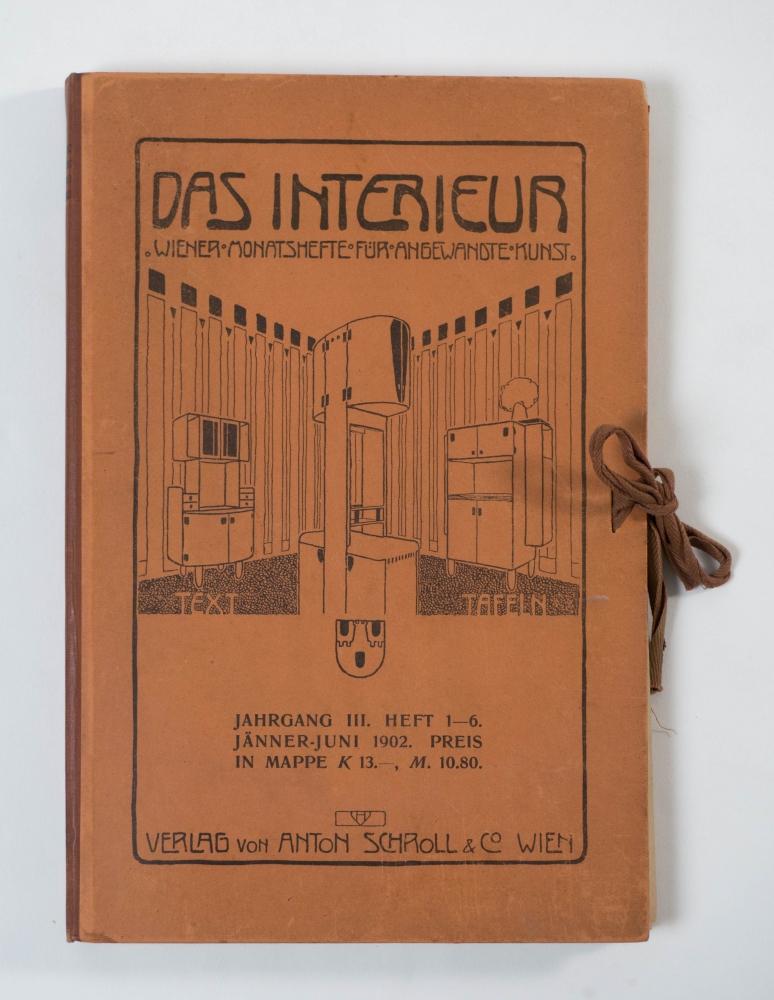 DAS INTERIEUR
∘WIENER∘MONATSHEFTE∘FÜR∘ANGEWANDTE∘KUNST∘
TEXT TAFELN
JAHRGANG III. HEFT 1—6.
JÄNNER-JUNI 1902. PREIS
IN MAPPE K 13.—, M. 10.80.
VERLAG VON ANTON SCHROLL & Co WIEN